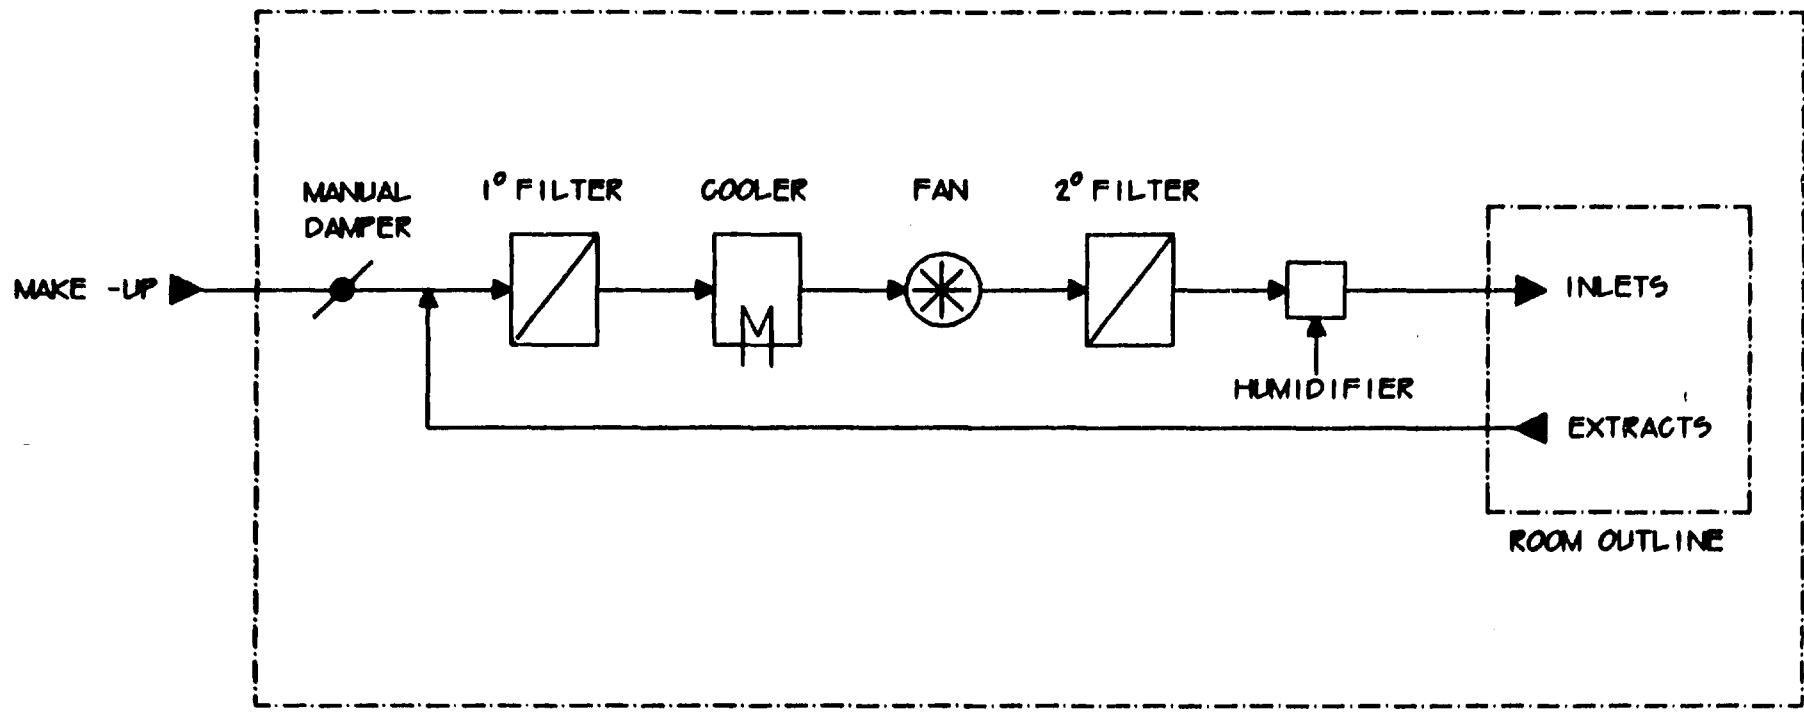 MANUAL
DAMPER
1° FILTER
COOLER
FAN
2° FILTER
MAKE -UP
INLETS
HUMIDIFIER
EXTRACTS
ROOM OUTLINE